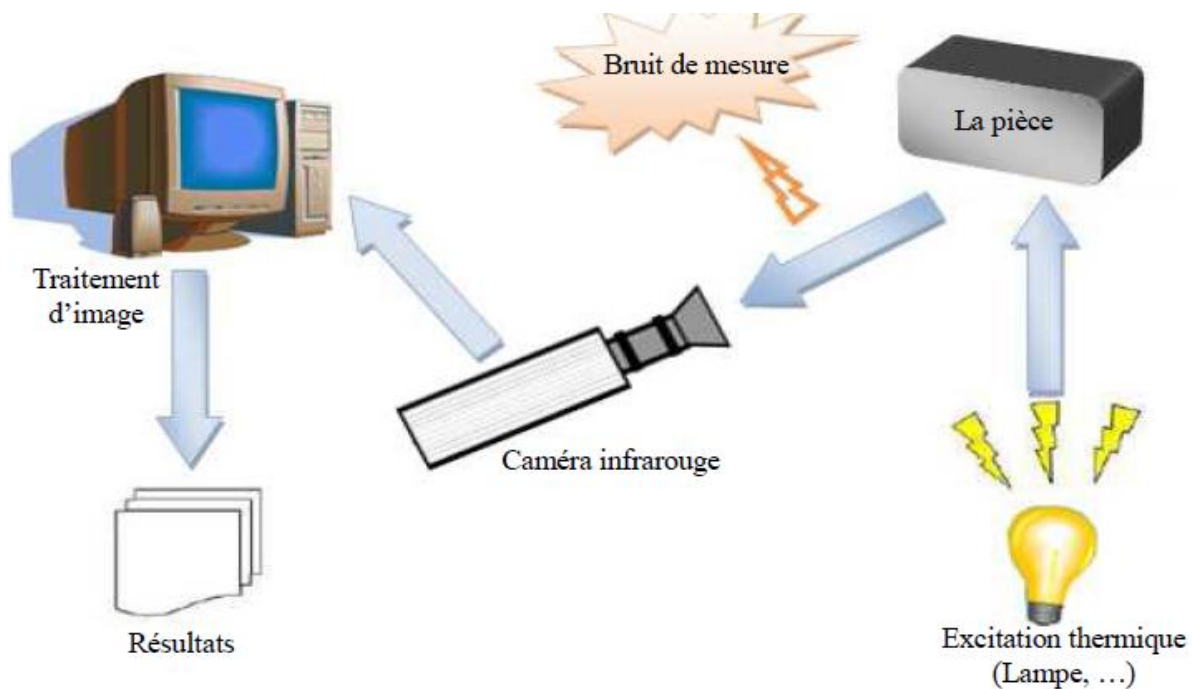 Bruit de mesure
La pièce
Traitement
d’image
Caméra infrarouge
Résultats
Excitation thermique
(Lampe, …)